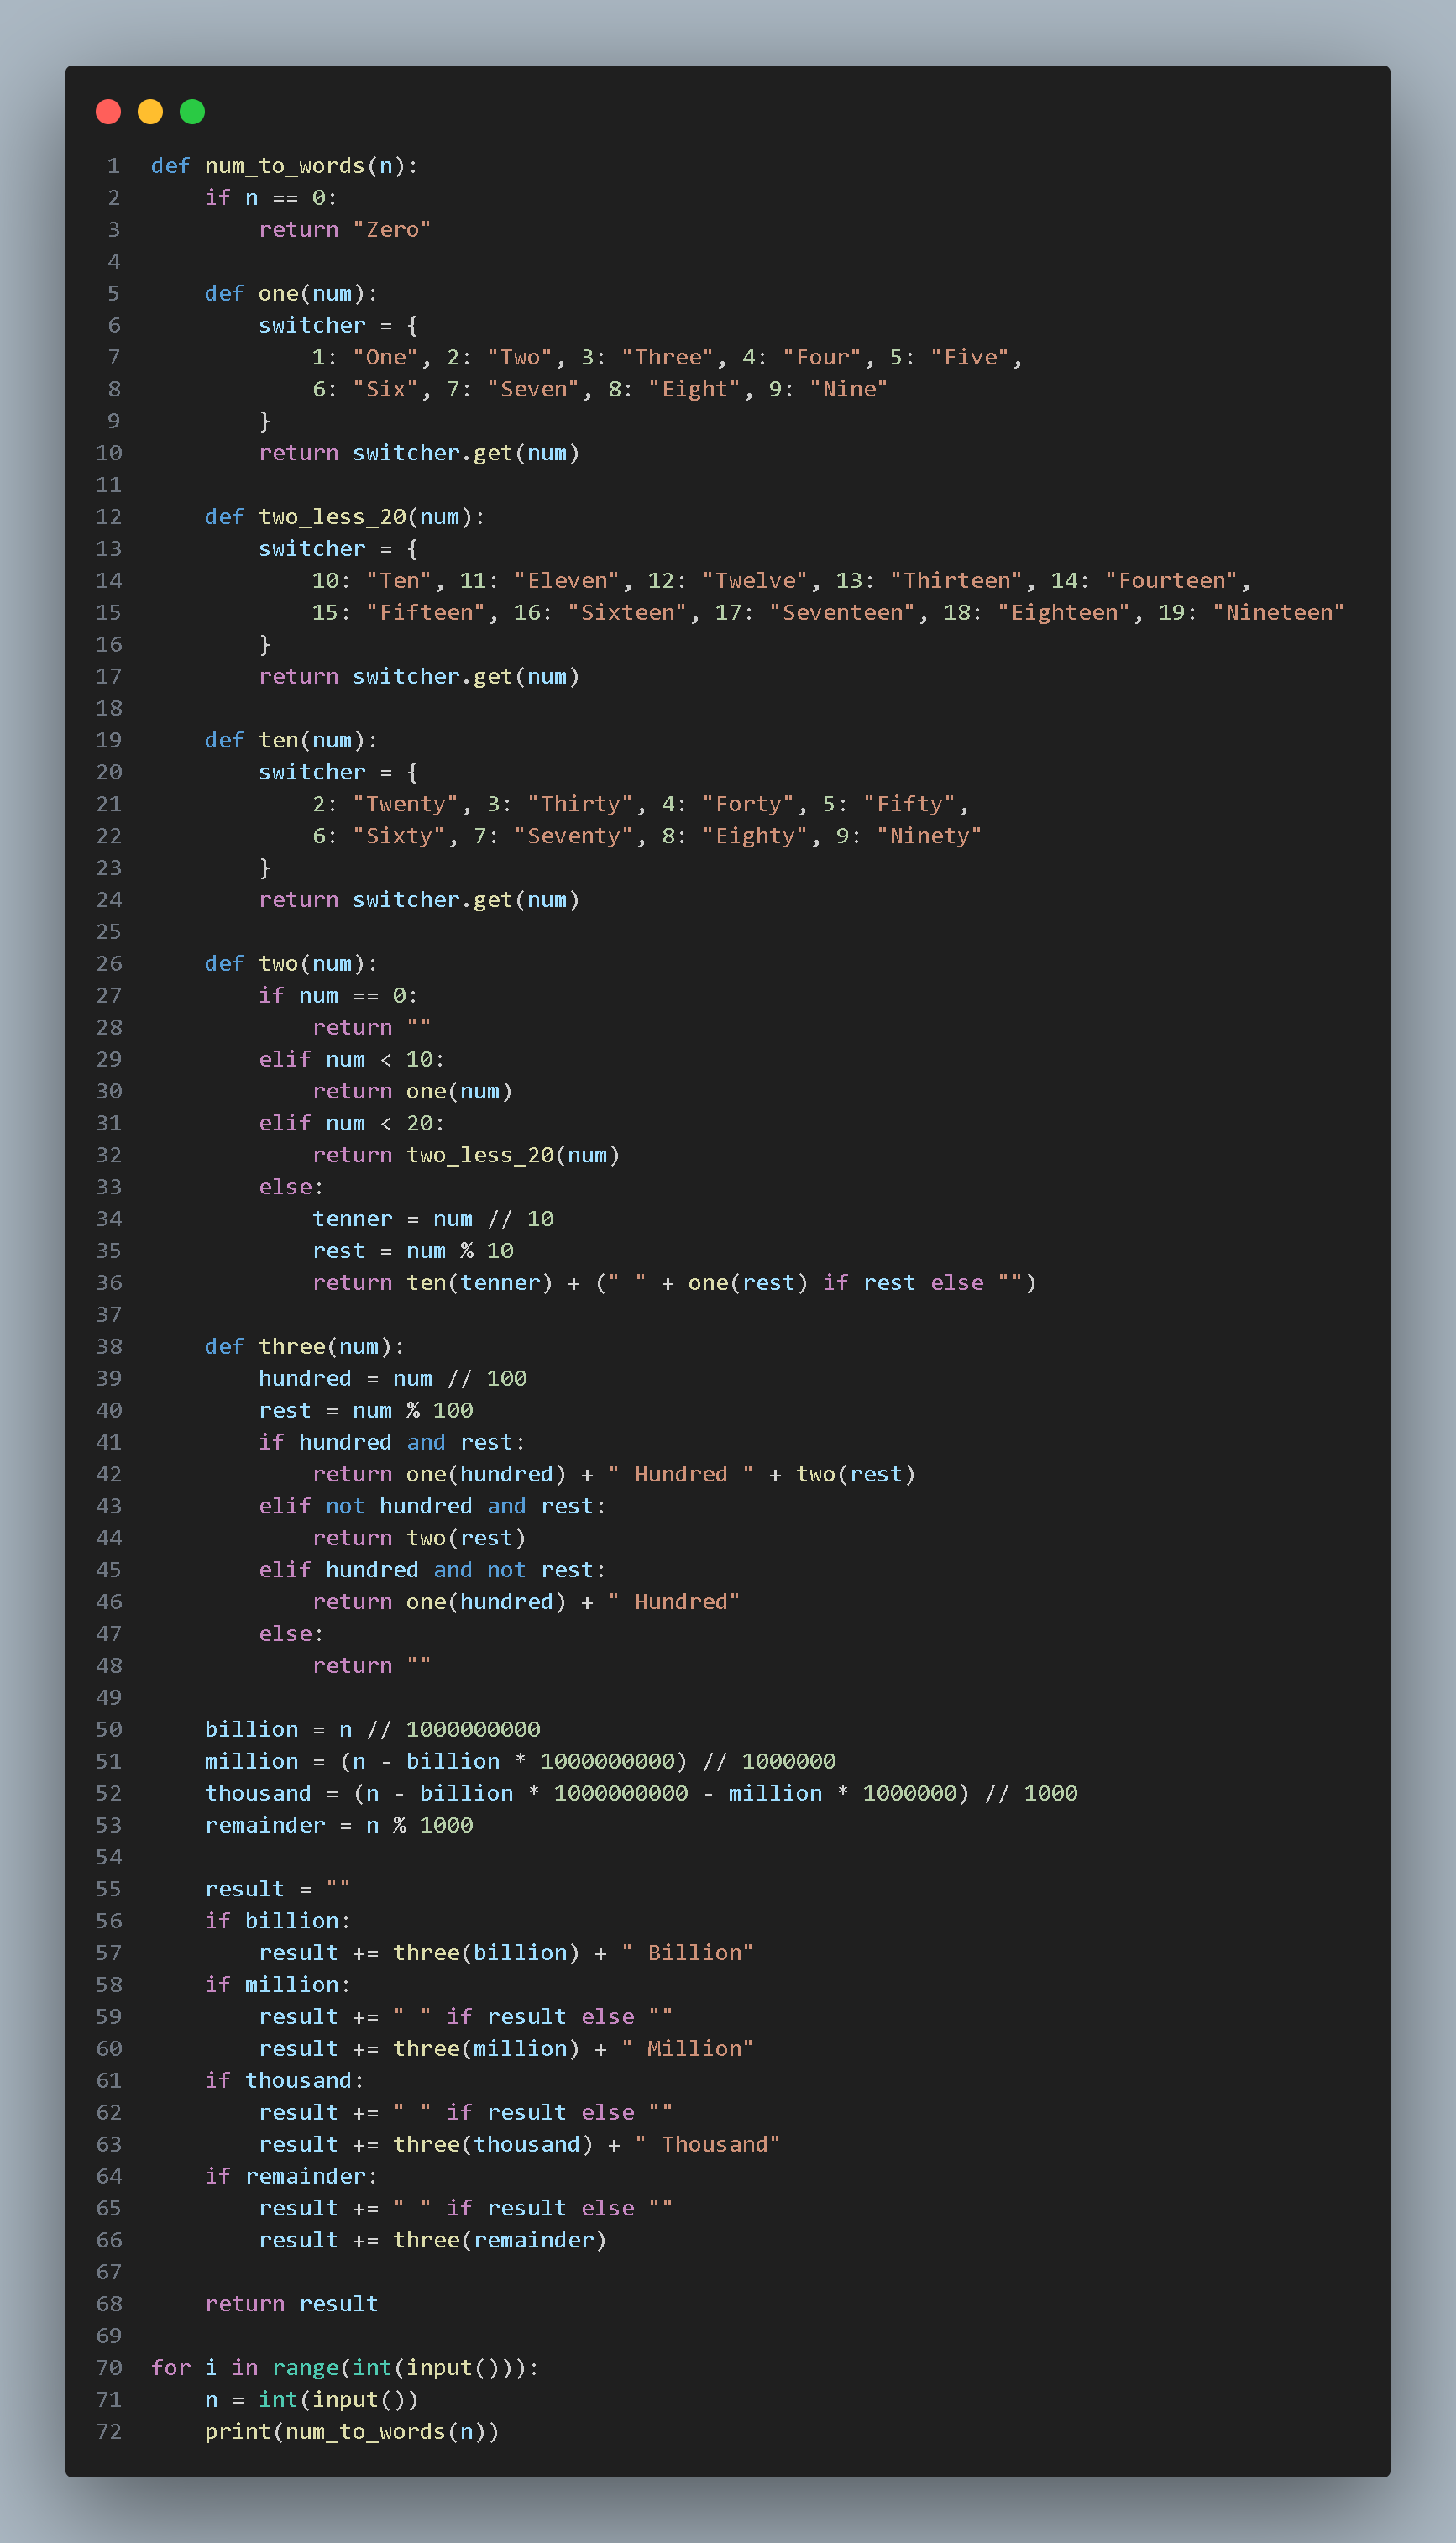 1 def num_to_words(n):
2     if n == 0:
3         return "Zero"
4
5     def one(num):
6         switcher = {
7             1: "One", 2: "Two", 3: "Three", 4: "Four", 5: "Five",
8             6: "Six", 7: "Seven", 8: "Eight", 9: "Nine"
9         }
10         return switcher.get(num)
11
12     def two_less_20(num):
13         switcher = {
14             10: "Ten", 11: "Eleven", 12: "Twelve", 13: "Thirteen", 14: "Fourteen",
15             15: "Fifteen", 16: "Sixteen", 17: "Seventeen", 18: "Eighteen", 19: "Nineteen"
16         }
17         return switcher.get(num)
18
19     def ten(num):
20         switcher = {
21             2: "Twenty", 3: "Thirty", 4: "Forty", 5: "Fifty",
22             6: "Sixty", 7: "Seventy", 8: "Eighty", 9: "Ninety"
23         }
24         return switcher.get(num)
25
26     def two(num):
27         if num == 0:
28             return ""
29         elif num < 10:
30             return one(num)
31         elif num < 20:
32             return two_less_20(num)
33         else:
34             tenner = num // 10
35             rest = num % 10
36             return ten(tenner) + (" " + one(rest) if rest else "")
37
38     def three(num):
39         hundred = num // 100
40         rest = num % 100
41         if hundred and rest:
42             return one(hundred) + " Hundred " + two(rest)
43         elif not hundred and rest:
44             return two(rest)
45         elif hundred and not rest:
46             return one(hundred) + " Hundred"
47         else:
48             return ""
49
50     billion = n // 1000000000
51     million = (n - billion * 1000000000) // 1000000
52     thousand = (n - billion * 1000000000 - million * 1000000) // 1000
53     remainder = n % 1000
54
55     result = ""
56     if billion:
57         result += three(billion) + " Billion"
58     if million:
59         result += " " if result else ""
60         result += three(million) + " Million"
61     if thousand:
62         result += " " if result else ""
63         result += three(thousand) + " Thousand"
64     if remainder:
65         result += " " if result else ""
66         result += three(remainder)
67
68     return result
69
70 for i in range(int(input())):
71     n = int(input())
72     print(num_to_words(n))